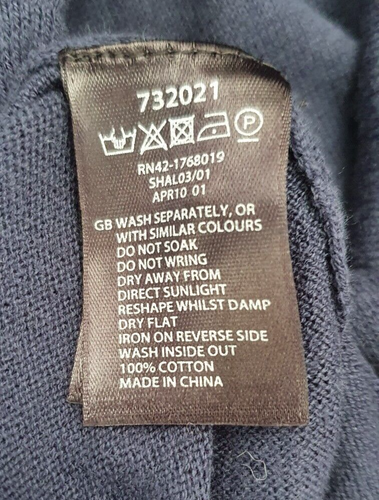 732021
P
RN42-1768019
SHAL03/01
APR10 01
GB WASH SEPARATELY, OR
WITH SIMILAR COLOURS
DO NOT SOAK
DO NOT WRING
DRY AWAY FROM
DIRECT SUNLIGHT
RESHAPE WHILST DAMP
DRY FLAT
IRON ON REVERSE SIDE
WASH INSIDE OUT
100% COTTON
MADE IN CHINA